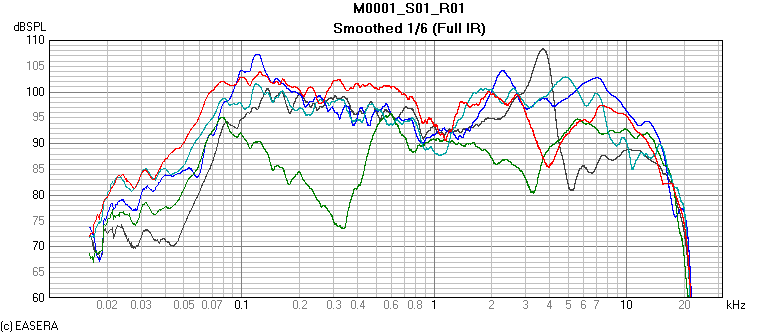 M0001_S01_R01
dBSPL
Smoothed 1/6 (Full IR)
110
105
100
95
90
85
80
75
70
65
60
0.02 0.03 0.05 0.07 0.1 0.2 0.3 0.4 0.5 0.6 0.8 1 2 3 4 5 6 7 10 20 kHz
(c) EASERA